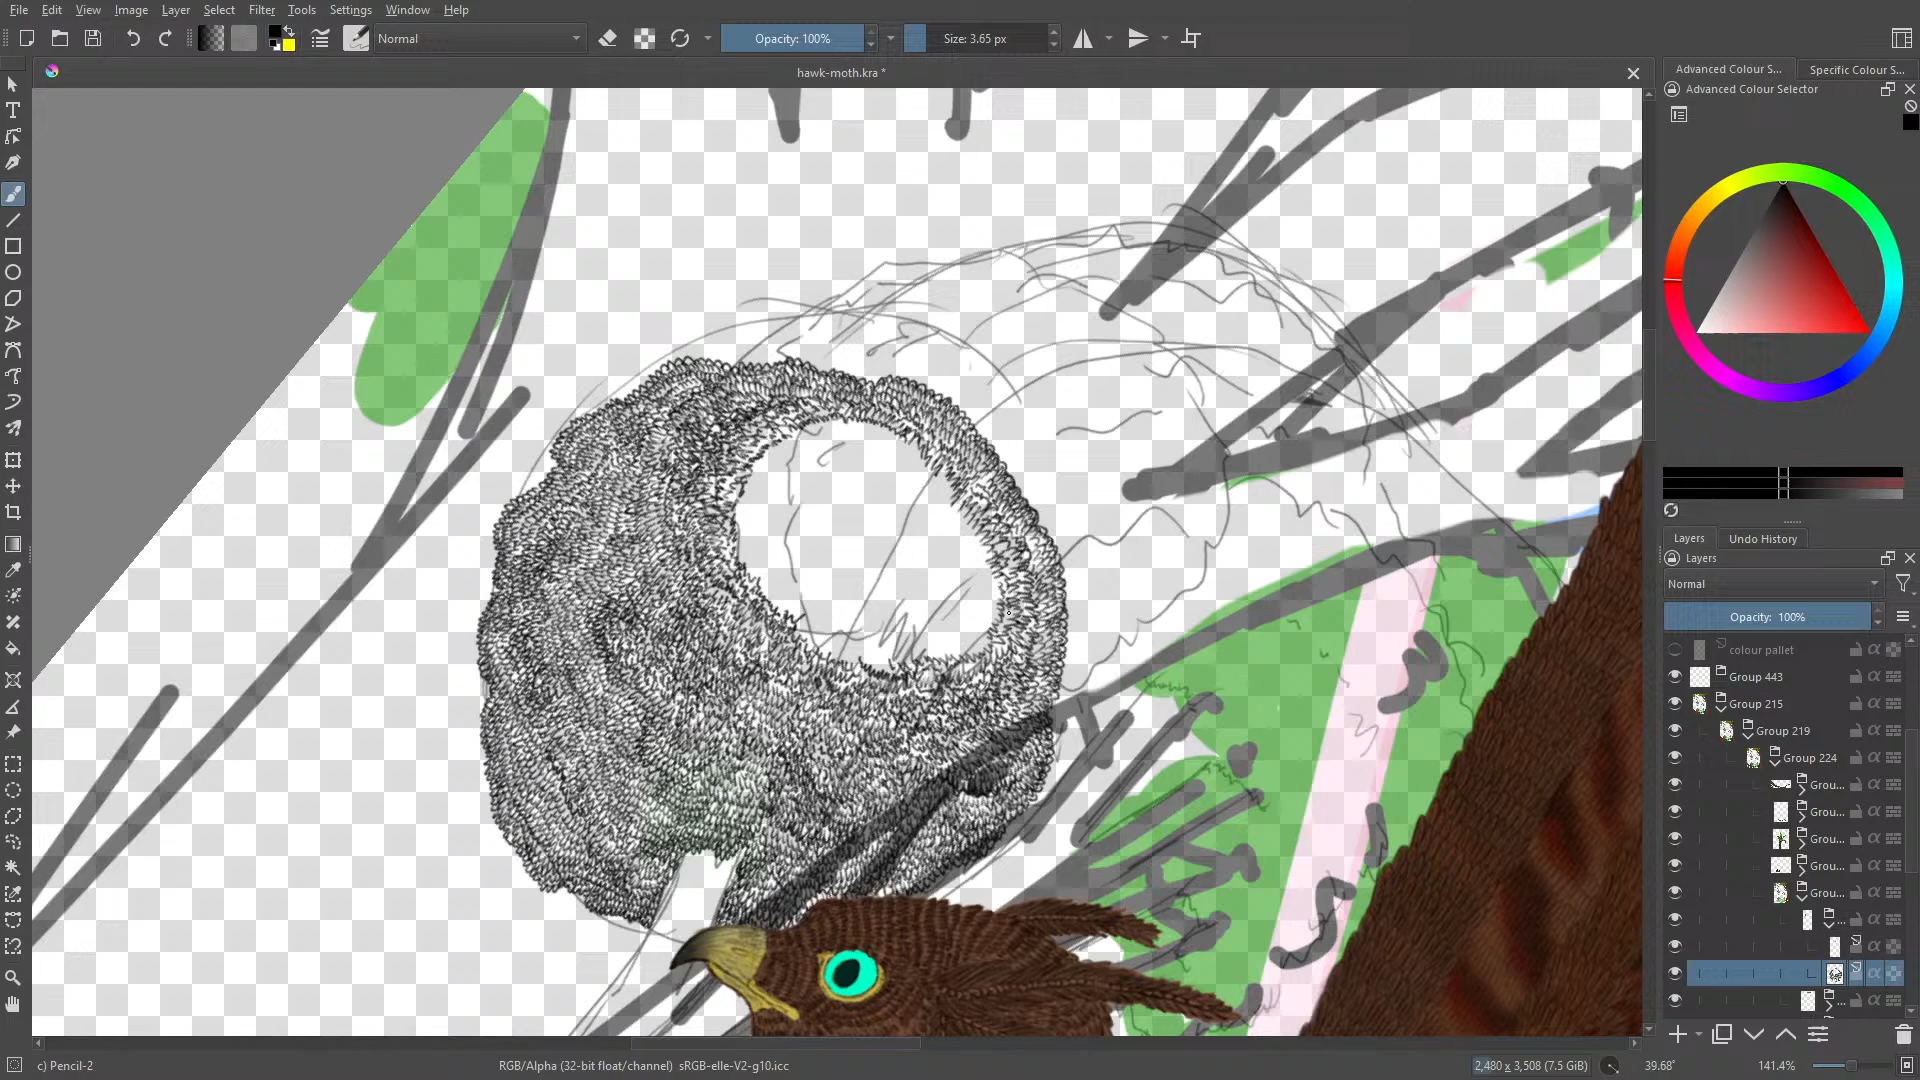 File Edit View Image Layer Select Filter Tools Settings Window Help
Normal Opacity: 100% Size: 3.65 px
hawk-moth.kra *
Advanced Colour S... Specific Colour S...
Advanced Colour Selector
Layers Undo History
Layers
Normal
Opacity: 100%
colour pallet
Group 443
Group 215
Group 219
Group 224
Grou...
Grou...
Grou...
Grou...
Grou...
...
...
c) Pencil-2 RGB/Alpha (32-bit float/channel) sRGB-elle-V2-g10.icc 2,480 x 3,508 (7.5 GiB) 39.68° 141.4%